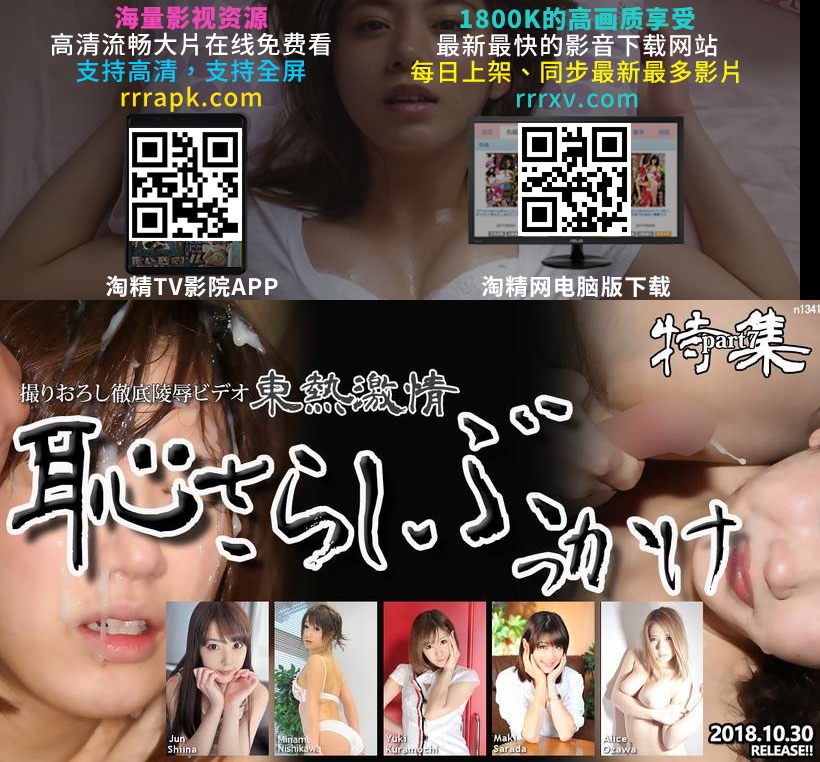 海量影视资源
高清流畅大片在线免费看
支持高清，支持全屏
rrrapk.com
淘精TV影院APP
1800K的高画质享受
最新最快的影音下载网站
每日上架、同步最新最多影片
rrrxv.com
淘精网电脑版下载
n1341
特集
part7
撮りおろし徹底陵辱ビデオ 東熱激情
恥さらし、ぶっかけ
Jun
Shiina
Minami
Nishikawa
Yuki
Kuramochi
Maki
Sarada
Alice
Ozawa
2018.10.30
RELEASE!!